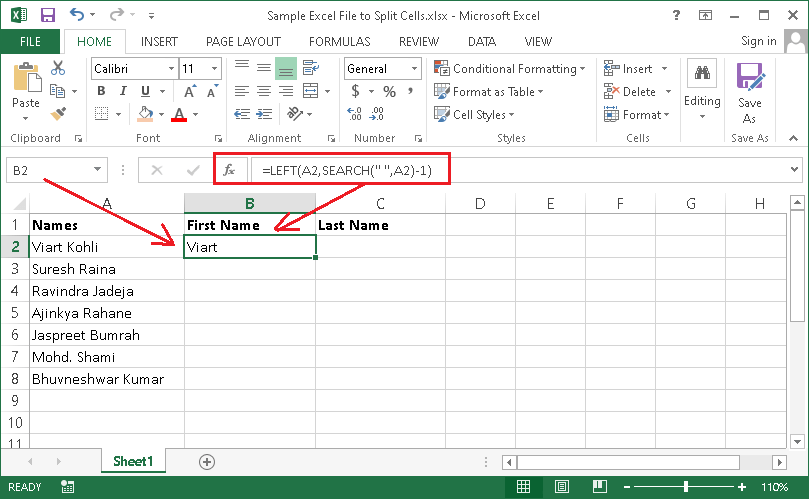 Sample Excel File to Split Cells.xlsx - Microsoft Excel
?
FILE HOME INSERT PAGE LAYOUT FORMULAS REVIEW DATA VIEW Sign in
Paste
Calibri 11
B I U A A
A
General
$ % ,
.00 .00
Conditional Formatting
Format as Table
Cell Styles
Insert
Delete
Format
Editing
Save As
Clipboard Font Alignment Number Styles Cells Save As
B2 fx =LEFT(A2,SEARCH(" ",A2)-1)
A B C D E F G H
1 Names First Name Last Name
2 Viart Kohli Viart
3 Suresh Raina
4 Ravindra Jadeja
5 Ajinkya Rahane
6 Jaspreet Bumrah
7 Mohd. Shami
8 Bhuvneshwar Kumar
9
10
11
Sheet1
READY 110%